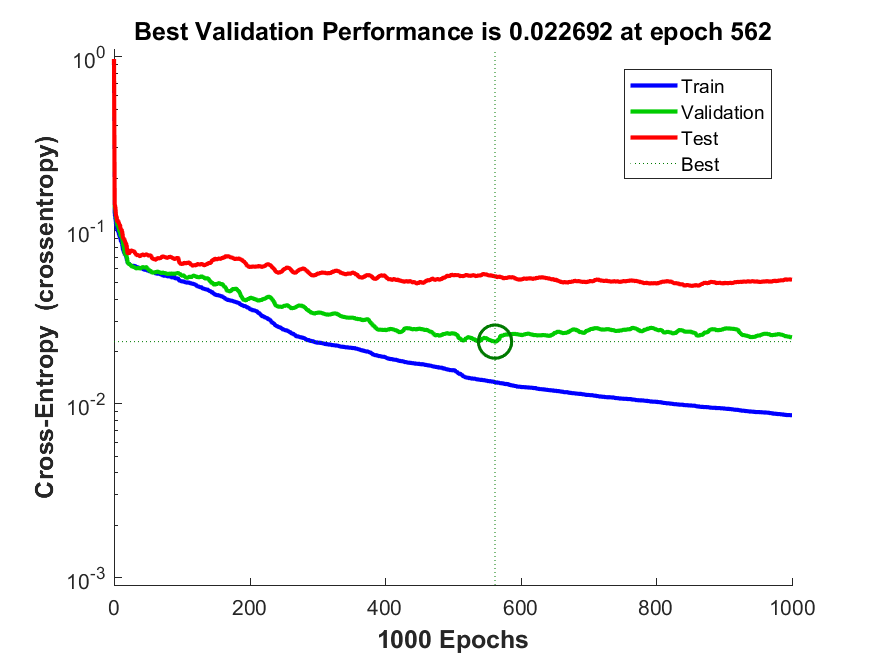 Best Validation Performance is 0.022692 at epoch 562
Cross-Entropy (crossentropy)
10^0
10^-1
10^-2
10^-3
Train
Validation
Test
Best
0 200 400 600 800 1000
1000 Epochs